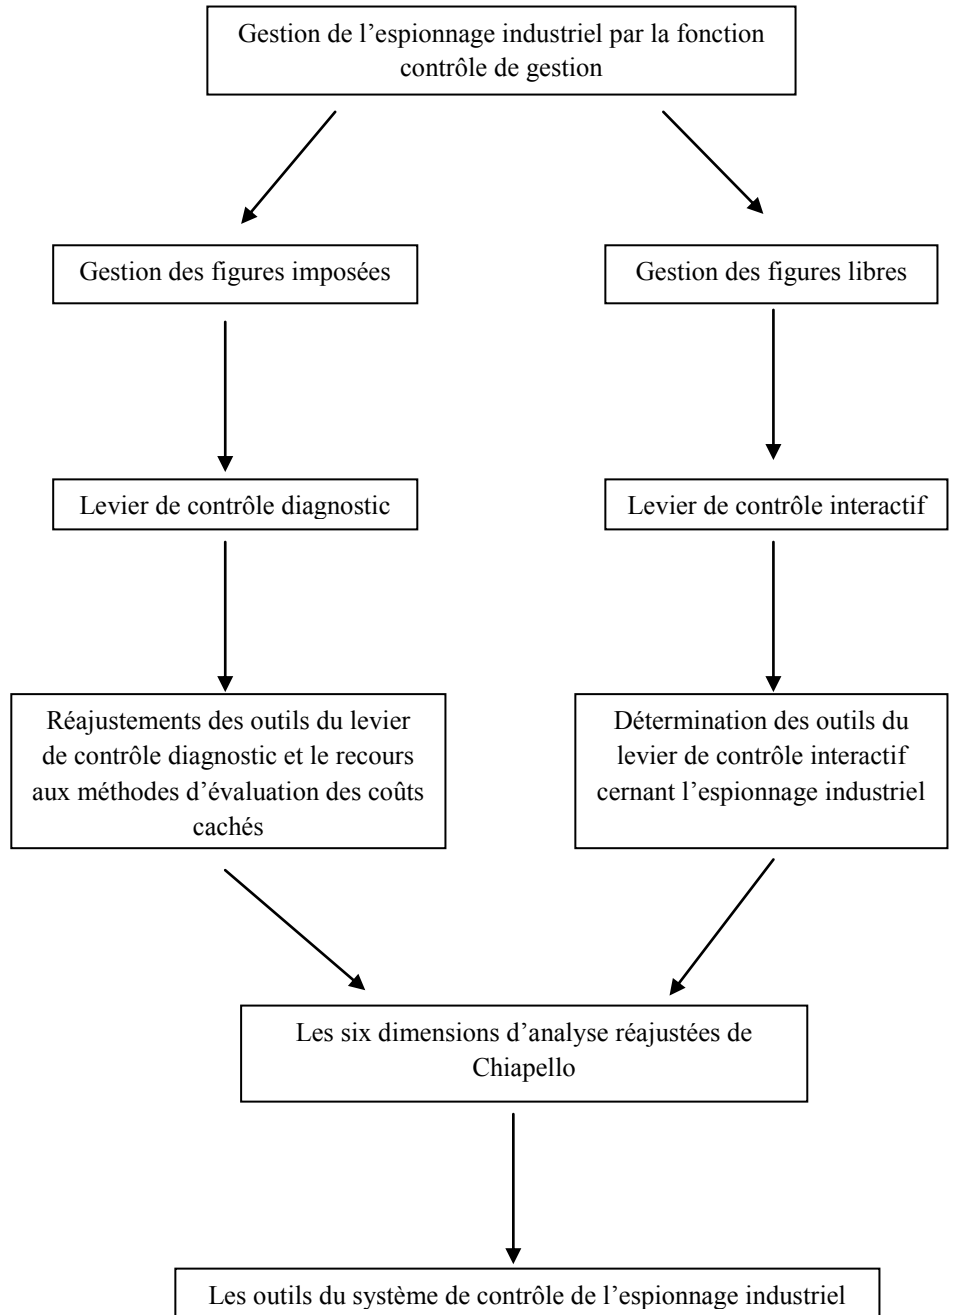 Gestion de l’espionnage industriel par la fonction
contrôle de gestion
Gestion des figures imposées
Gestion des figures libres
Levier de contrôle diagnostic
Levier de contrôle interactif
Réajustements des outils du levier
de contrôle diagnostic et le recours
aux méthodes d’évaluation des coûts
cachés
Détermination des outils du
levier de contrôle interactif
cernant l’espionnage industriel
Les six dimensions d’analyse réajustées de
Chiapello
Les outils du système de contrôle de l’espionnage industriel